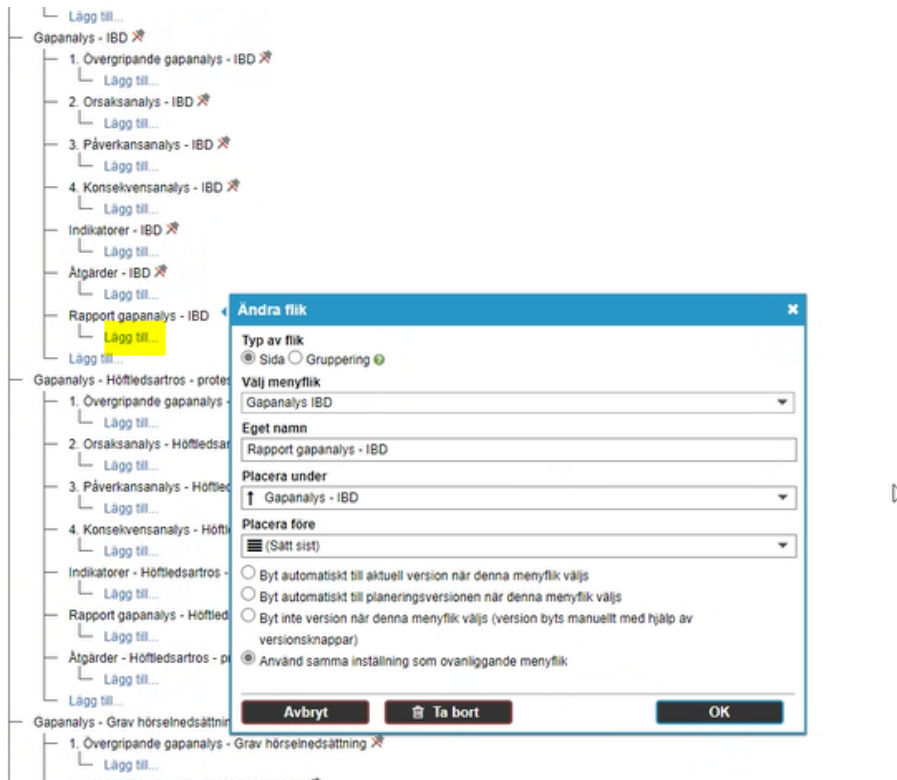 Lägg till...
Gapanalys - IBD
1. Övergripande gapanalys - IBD
Lägg till...
2. Orsaksanalys - IBD
Lägg till...
3. Påverkansanalys - IBD
Lägg till...
4. Konsekvensanalys - IBD
Lägg till...
Indikatorer - IBD
Lägg till...
Åtgärder - IBD
Lägg till...
Rapport gapanalys - IBD
Lägg till...
Lägg till...
Gapanalys - Höftledsartros - protes
1. Övergripande gapanalys -
Lägg till...
2. Orsaksanalys - Höftledsar
Lägg till...
3. Påverkansanalys - Höftled
Lägg till...
4. Konsekvensanalys - Höftl
Lägg till...
Indikatorer - Höftledsartros -
Lägg till...
Rapport gapanalys - Höftled
Lägg till...
Åtgärder - Höftledsartros - p
Lägg till...
Lägg till...
Gapanalys - Grav hörselnedsättnin
1. Övergripande gapanalys - Grav hörselnedsättning
Lägg till...
Ändra flik
Typ av flik
Sida Gruppering
Välj menyflik
Gapanalys IBD
Eget namn
Rapport gapanalys - IBD
Placera under
Gapanalys - IBD
Placera före
(Sätt sist)
Byt automatiskt till aktuell version när denna menyflik väljs
Byt automatiskt till planeringsversionen när denna menyflik väljs
Byt inte version när denna menyflik väljs (version byts manuellt med hjälp av
versionsknappar)
Använd samma inställning som ovanliggande menyflik
Avbryt Ta bort OK